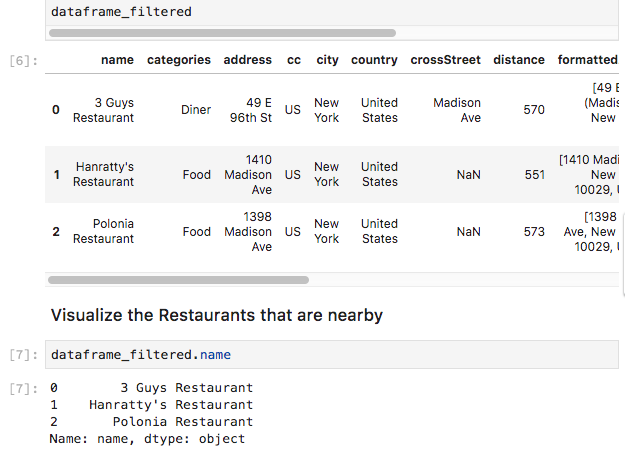 dataframe_filtered
[6]:
name categories address cc city country crossStreet distance formatted
0 3 Guys Restaurant Diner 49 E 96th St US New York United States Madison Ave 570 [49 E (Madis New
1 Hanratty's Restaurant Food 1410 Madison Ave US New York United States NaN 551 [1410 Madi New 10029, U
2 Polonia Restaurant Food 1398 Madison Ave US New York United States NaN 573 [1398 Ave, New 10029, U
Visualize the Restaurants that are nearby
[7]: dataframe_filtered.name
[7]: 0 3 Guys Restaurant
1 Hanratty's Restaurant
2 Polonia Restaurant
Name: name, dtype: object